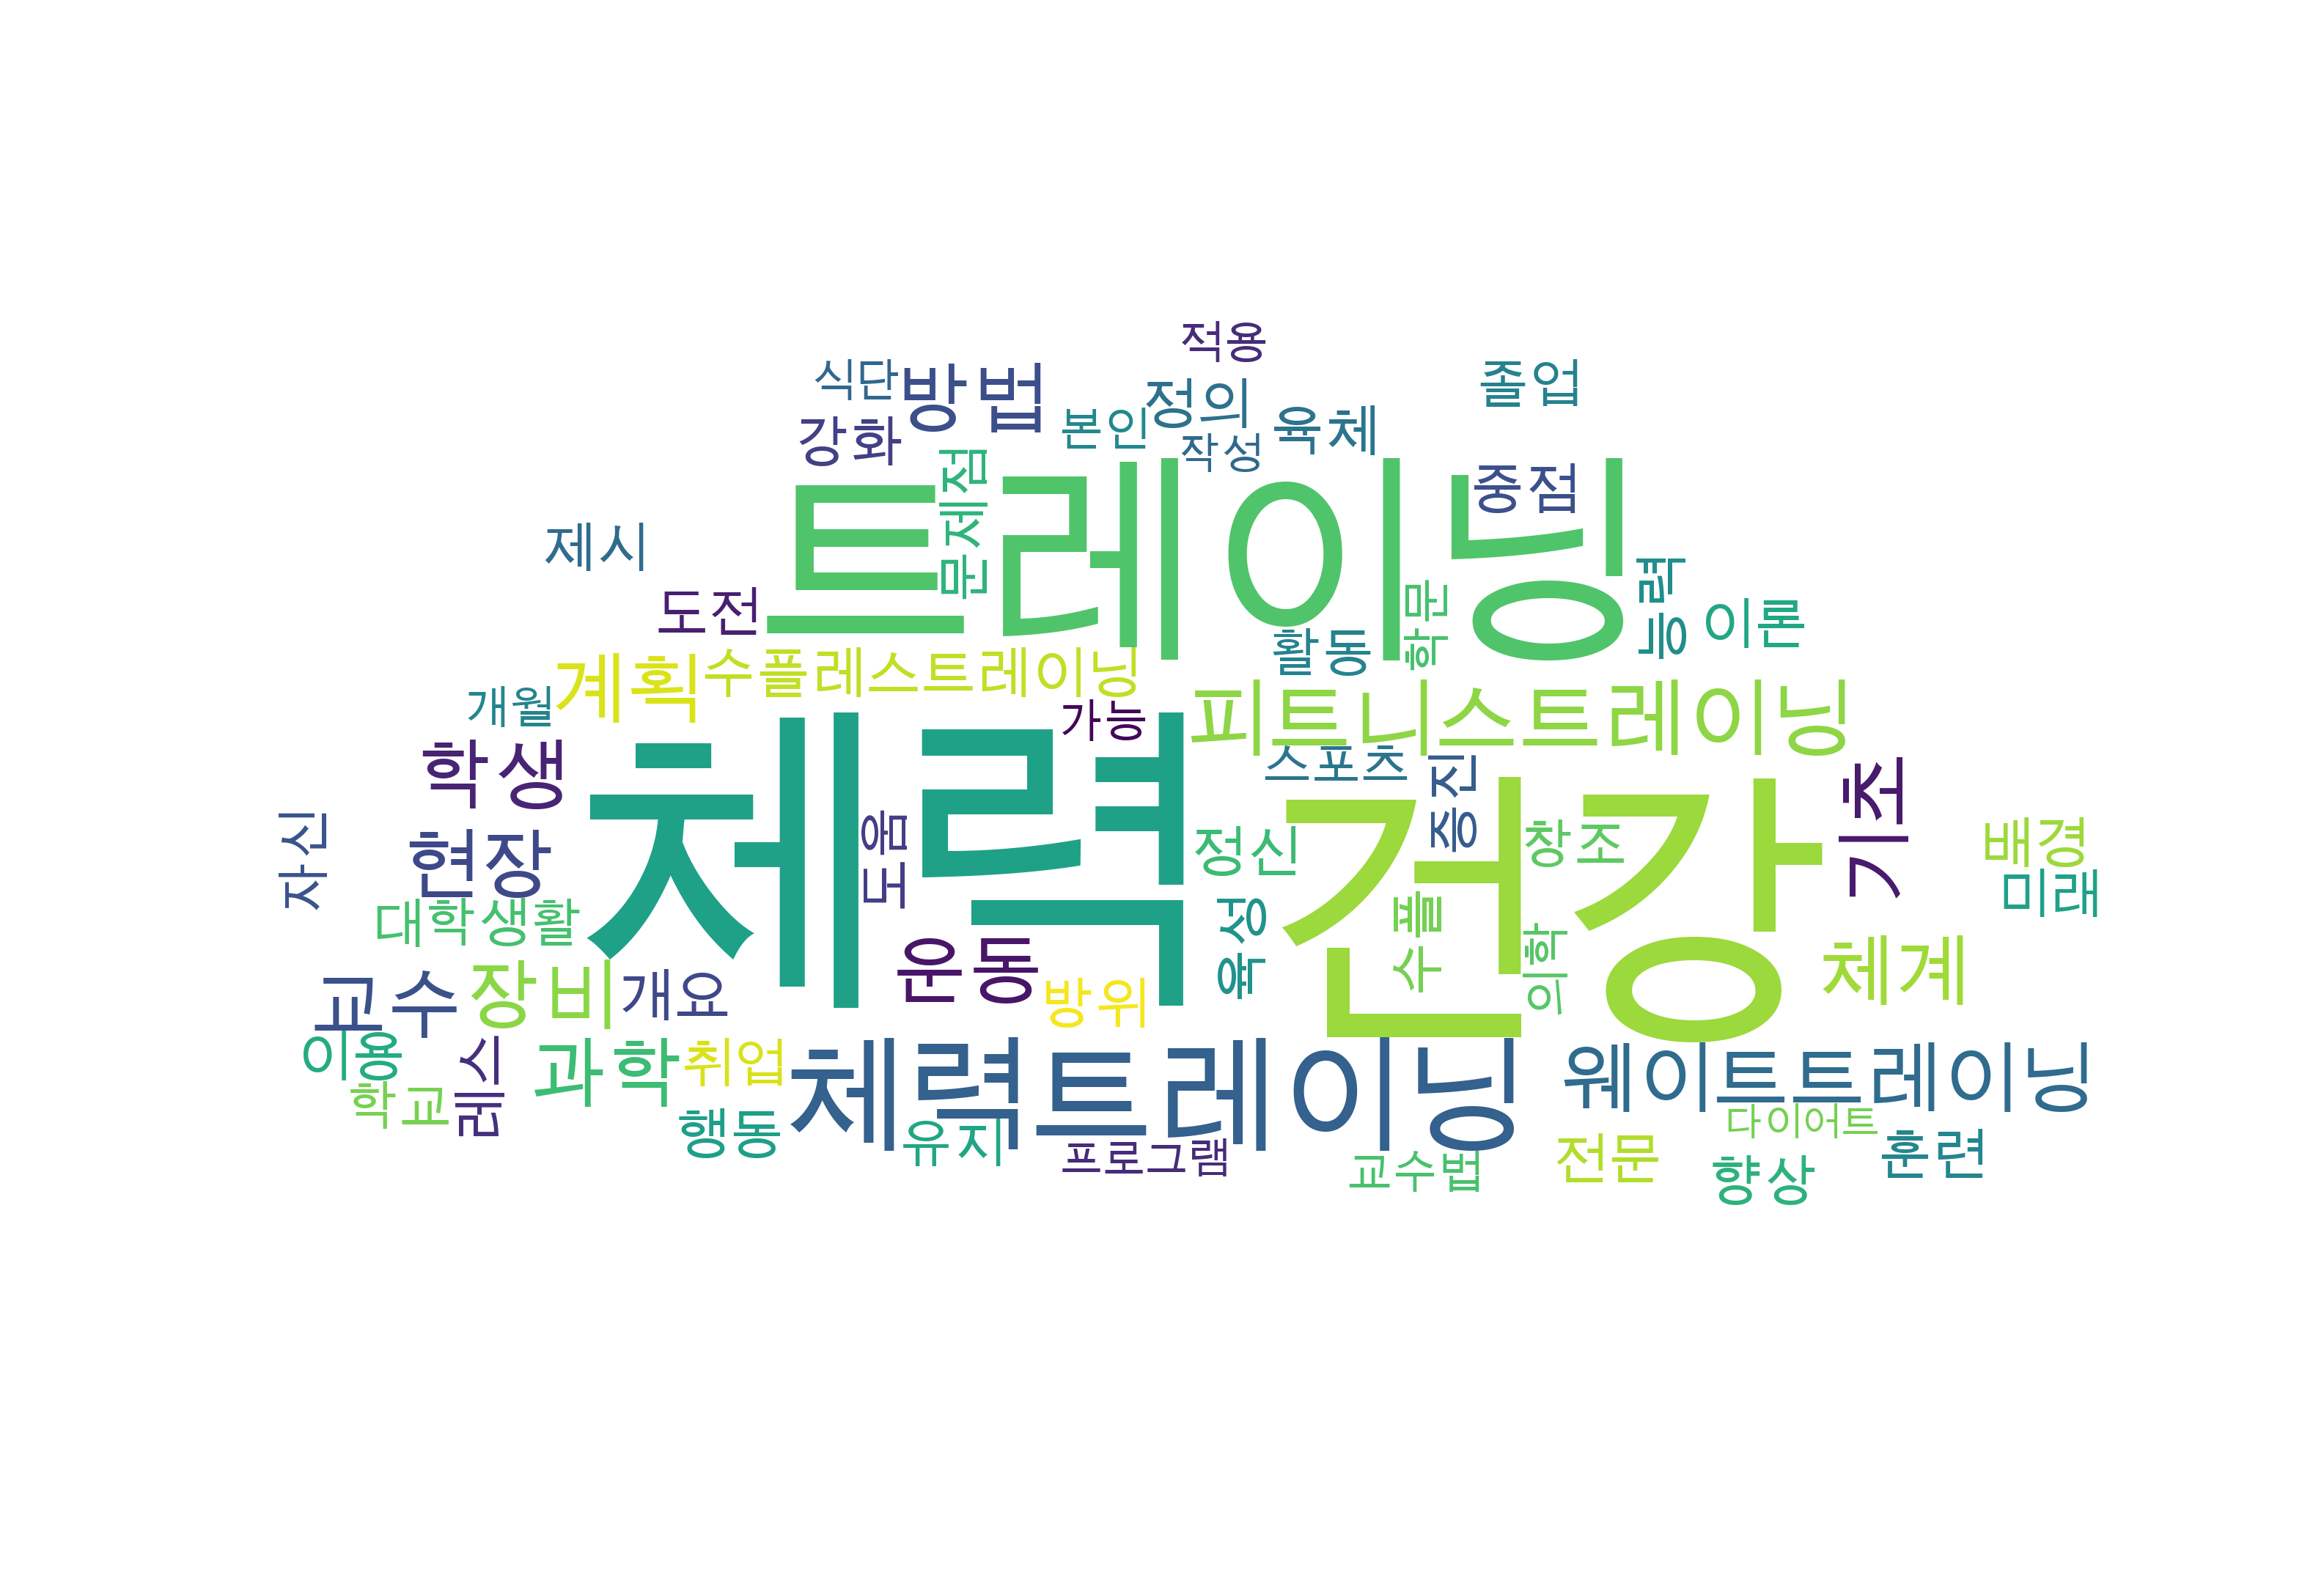 적용
식단
방법
정의
졸업
강화
본인
육체
작성
문제점
트레이닝
중점
제시
도전
능력
이론
학문
활동
계획
수플레스트레이닝
개월
가능
피트니스트레이닝
학생
스포츠
증진
기초
자신
현장
체력
도안
정신
건강
창조
배경
미래
대학생활
육성
수플
의학
체계
교수
장비
개요
운동
방위
이용
학교
레시
과학
취업
체력트레이닝
웨이트트레이닝
행동
유지
프로그램
교수법
다이어트
전문
향상
훈련